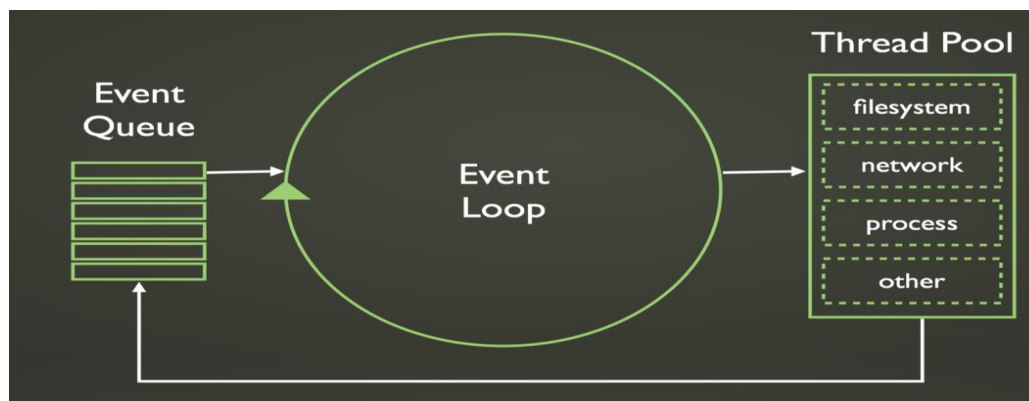 Event
Queue
Event
Loop
Thread Pool
filesystem
network
process
other